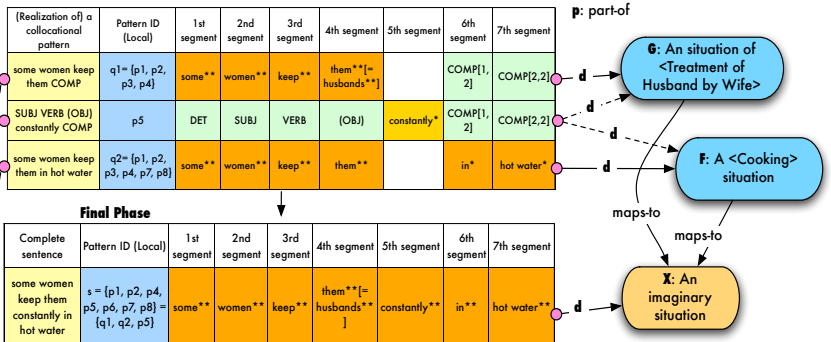 p: part-of
(Realization of) a collocational pattern | Pattern ID (Local) | 1st segment | 2nd segment | 3rd segment | 4th segment | 5th segment | 6th segment | 7th segment
some women keep them COMP | q1= {p1, p2, p3, p4} | some** | women** | keep** | them**[= husbands**] | | COMP[1, 2] | COMP[2,2]
SUBJ VERB (OBJ) constantly COMP | p5 | DET | SUBJ | VERB | (OBJ) | constantly* | COMP[1, 2] | COMP[2,2]
some women keep them in hot water | q2= {p1, p2, p3, p4, p7, p8} | some** | women** | keep** | them** | | in* | hot water*
d
d
d
d
G: An situation of
<Treatment of
Husband by Wife>
F: A <Cooking>
situation
maps-to
maps-to
Final Phase
Complete sentence | Pattern ID (Local) | 1st segment | 2nd segment | 3rd segment | 4th segment | 5th segment | 6th segment | 7th segment
some women keep them constantly in hot water | s = {p1, p2, p4, p5, p6, p7, p8} = {q1, q2, p5} | some** | women** | keep** | them**[= husbands** ] | constantly** | in** | hot water**
d
X: An
imaginary
situation